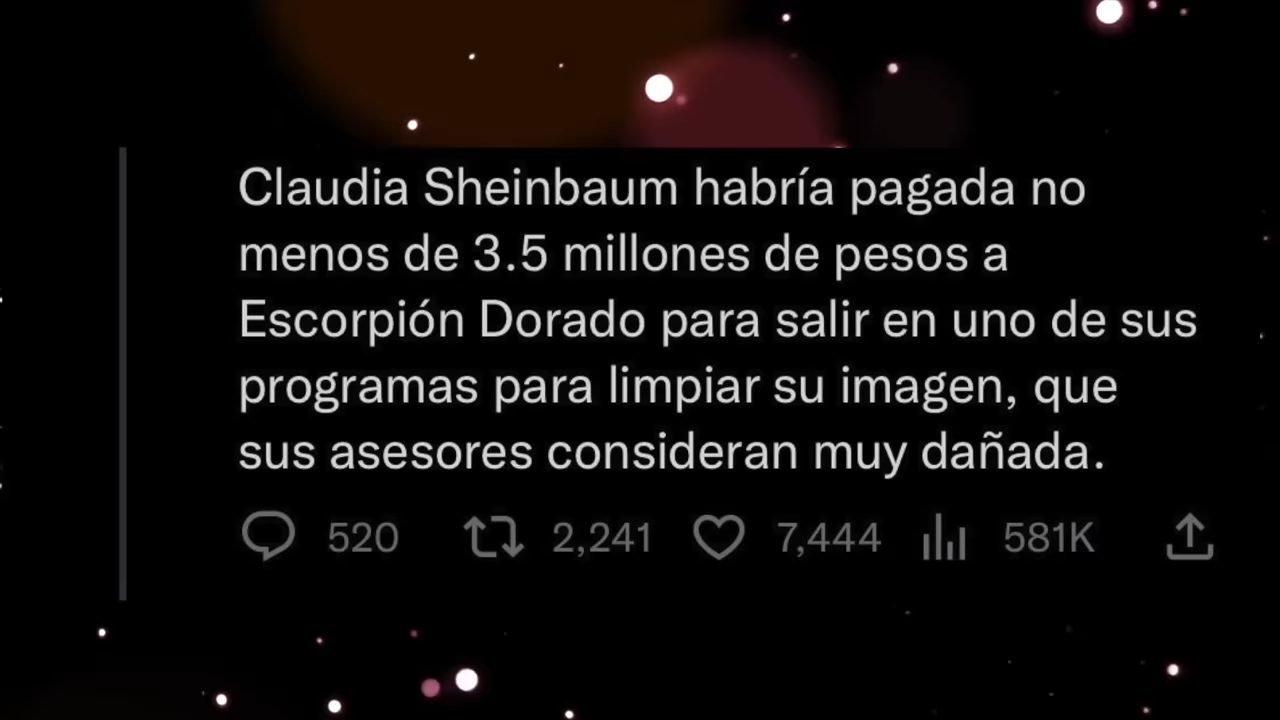 Claudia Sheinbaum habría pagada no
menos de 3.5 millones de pesos a
Escorpión Dorado para salir en uno de sus
programas para limpiar su imagen, que
sus asesores consideran muy dañada.
520 2,241 7,444 581K